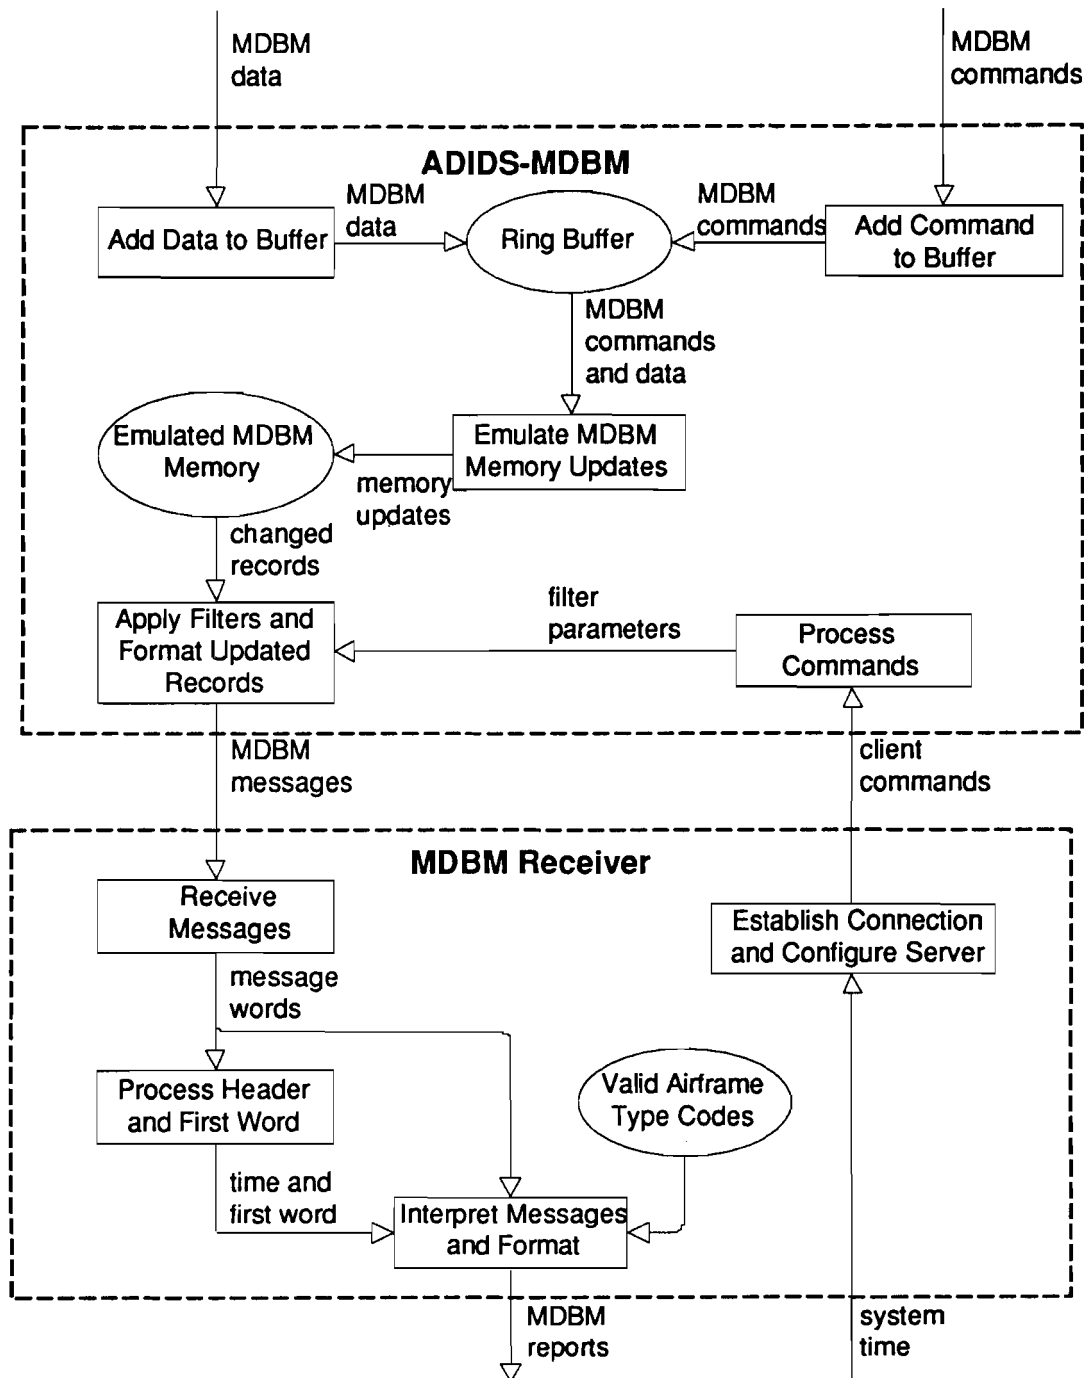 MDBM
data
MDBM
commands
ADIDS-MDBM
MDBM
data
MDBM
commands
Add Data to Buffer
Ring Buffer
Add Command
to Buffer
MDBM
commands
and data
Emulated MDBM
Memory
Emulate MDBM
Memory Updates
memory
updates
changed
records
filter
parameters
Apply Filters and
Format Updated
Records
Process
Commands
MDBM
messages
client
commands
MDBM Receiver
Receive
Messages
Establish Connection
and Configure Server
message
words
Process Header
and First Word
Valid Airframe
Type Codes
time and
first word
Interpret Messages
and Format
MDBM
reports
system
time